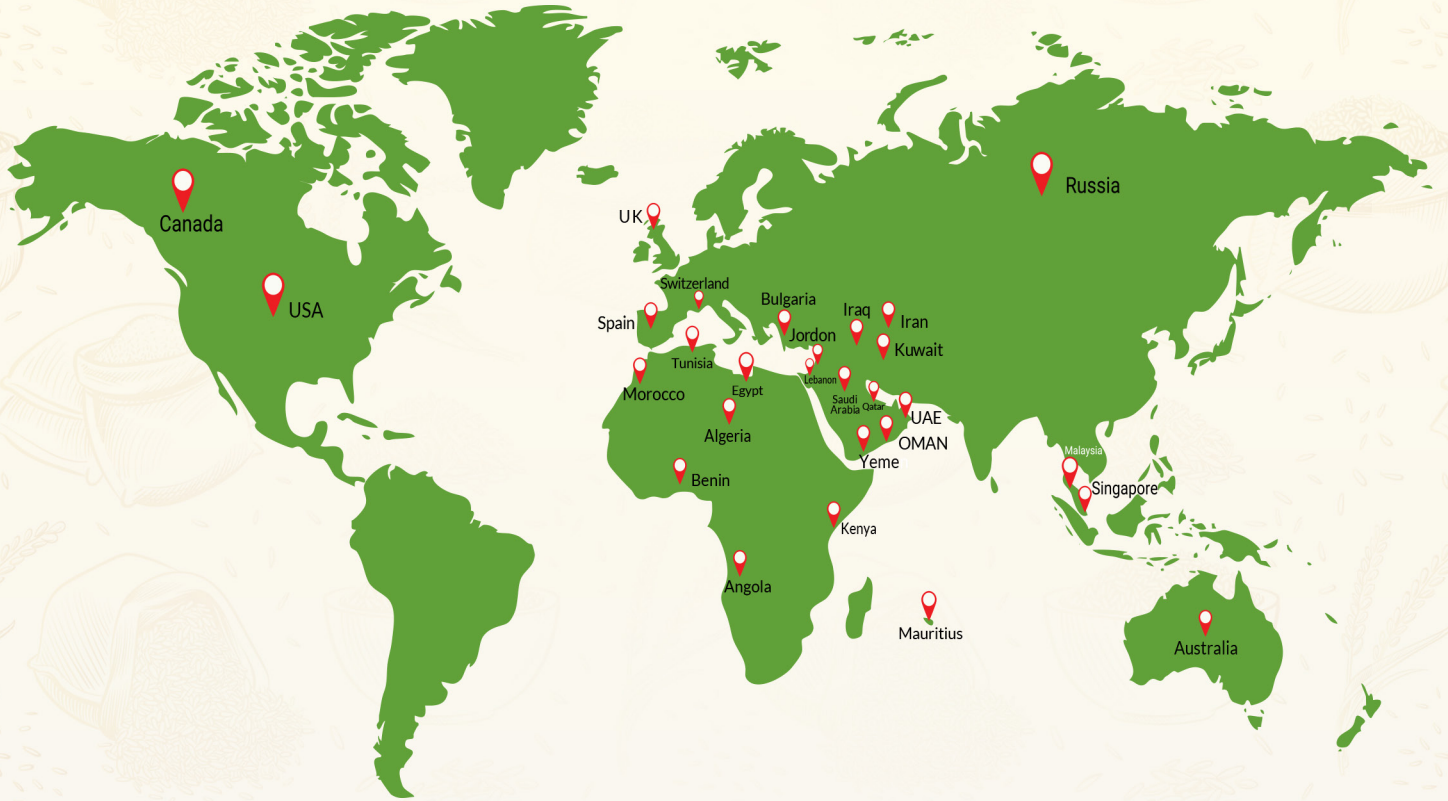 Russia
Canada
UK
Switzerland
USA
Bulgaria
Iraq
Iran
Spain
Jordon
Kuwait
Tunisia
Lebanon
Egypt
Morocco
Saudi
Arabia
Qatar
UAE
Algeria
OMAN
Malaysia
Yeme
Benin
Singapore
Kenya
Angola
Mauritius
Australia